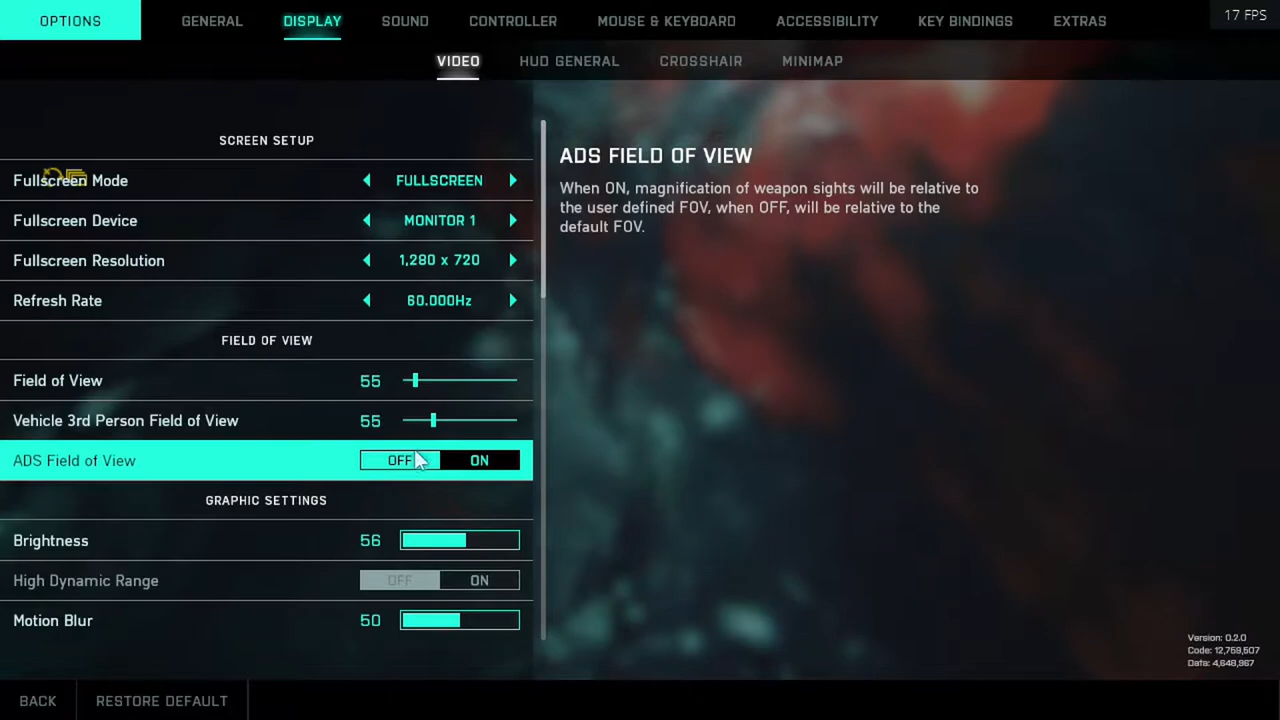 OPTIONS GENERAL DISPLAY SOUND CONTROLLER MOUSE & KEYBOARD ACCESSIBILITY KEY BINDINGS EXTRAS 17 FPS
VIDEO HUD GENERAL CROSSHAIR MINIMAP
SCREEN SETUP
Fullscreen Mode FULLSCREEN
Fullscreen Device MONITOR 1
Fullscreen Resolution 1,280 x 720
Refresh Rate 60.000Hz
FIELD OF VIEW
Field of View 55
Vehicle 3rd Person Field of View 55
ADS Field of View OFF ON
GRAPHIC SETTINGS
Brightness 56
High Dynamic Range OFF ON
Motion Blur 50
ADS FIELD OF VIEW
When ON, magnification of weapon sights will be relative to
the user defined FOV, when OFF, will be relative to the
default FOV.
Version: 0.2.0
Code: 12,759,507
Data: 4,648,967
BACK RESTORE DEFAULT